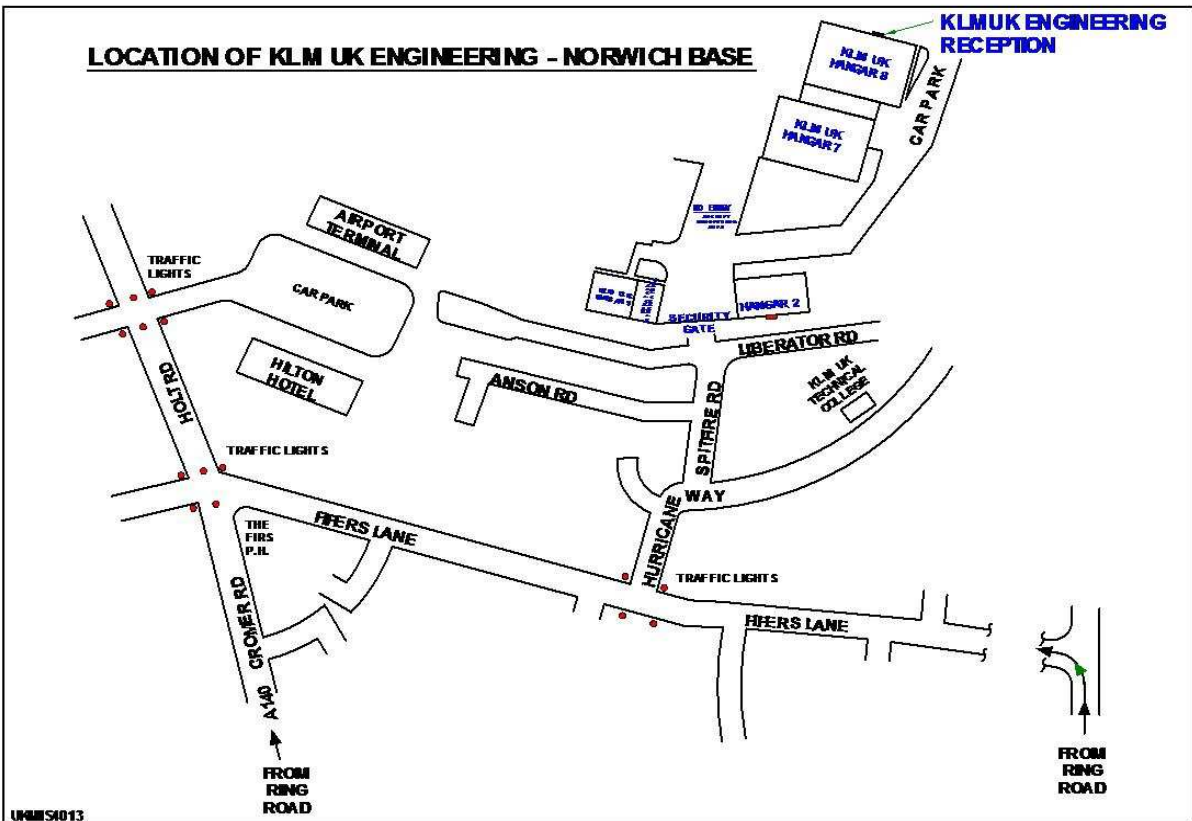 LOCATION OF KLM UK ENGINEERING - NORWICH BASE
KLMUK ENGINEERING
RECEPTION
KLM UK
HANGAR 8
KLM UK
HANGAR 7
CAR PARK
NO ENTRY
AIRPORT
TERMINAL
TRAFFIC
LIGHTS
CAR PARK
HANGAR 2
SECURITY
GATE
LIBERATOR RD
HILTON
HOTEL
ANSON RD
KLM UK
TECHNICAL
COLLEGE
HOLT RD
SPITFIRE RD
TRAFFIC LIGHTS
WAY
HURRICANE
THE
FIRS
P.H.
FIFERS LANE
TRAFFIC LIGHTS
FIFERS LANE
A140 CROMER RD
FROM
RING
ROAD
FROM
RING
ROAD